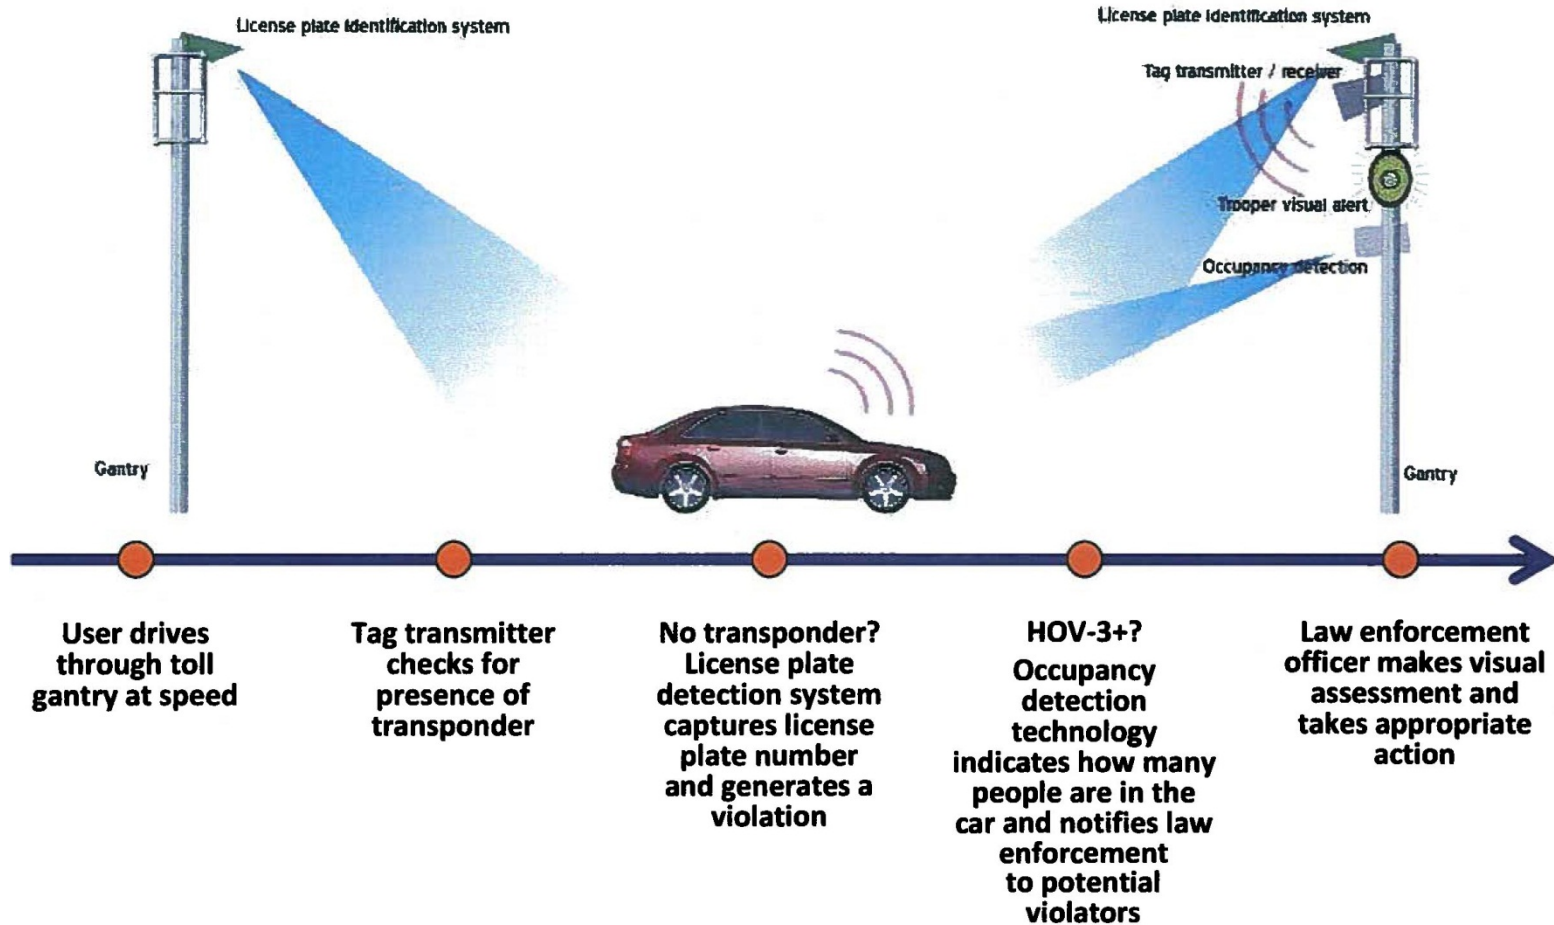 License plate identification system
License plate identification system
Tag transmitter / receiver
Trooper visual alert
Occupancy detection
Gantry
Gantry
User drives
through toll
gantry at speed
Tag transmitter
checks for
presence of
transponder
No transponder?
License plate
detection system
captures license
plate number
and generates a
violation
HOV-3+?
Occupancy
detection
technology
indicates how many
people are in the
car and notifies law
enforcement
to potential
violators
Law enforcement
officer makes visual
assessment and
takes appropriate
action